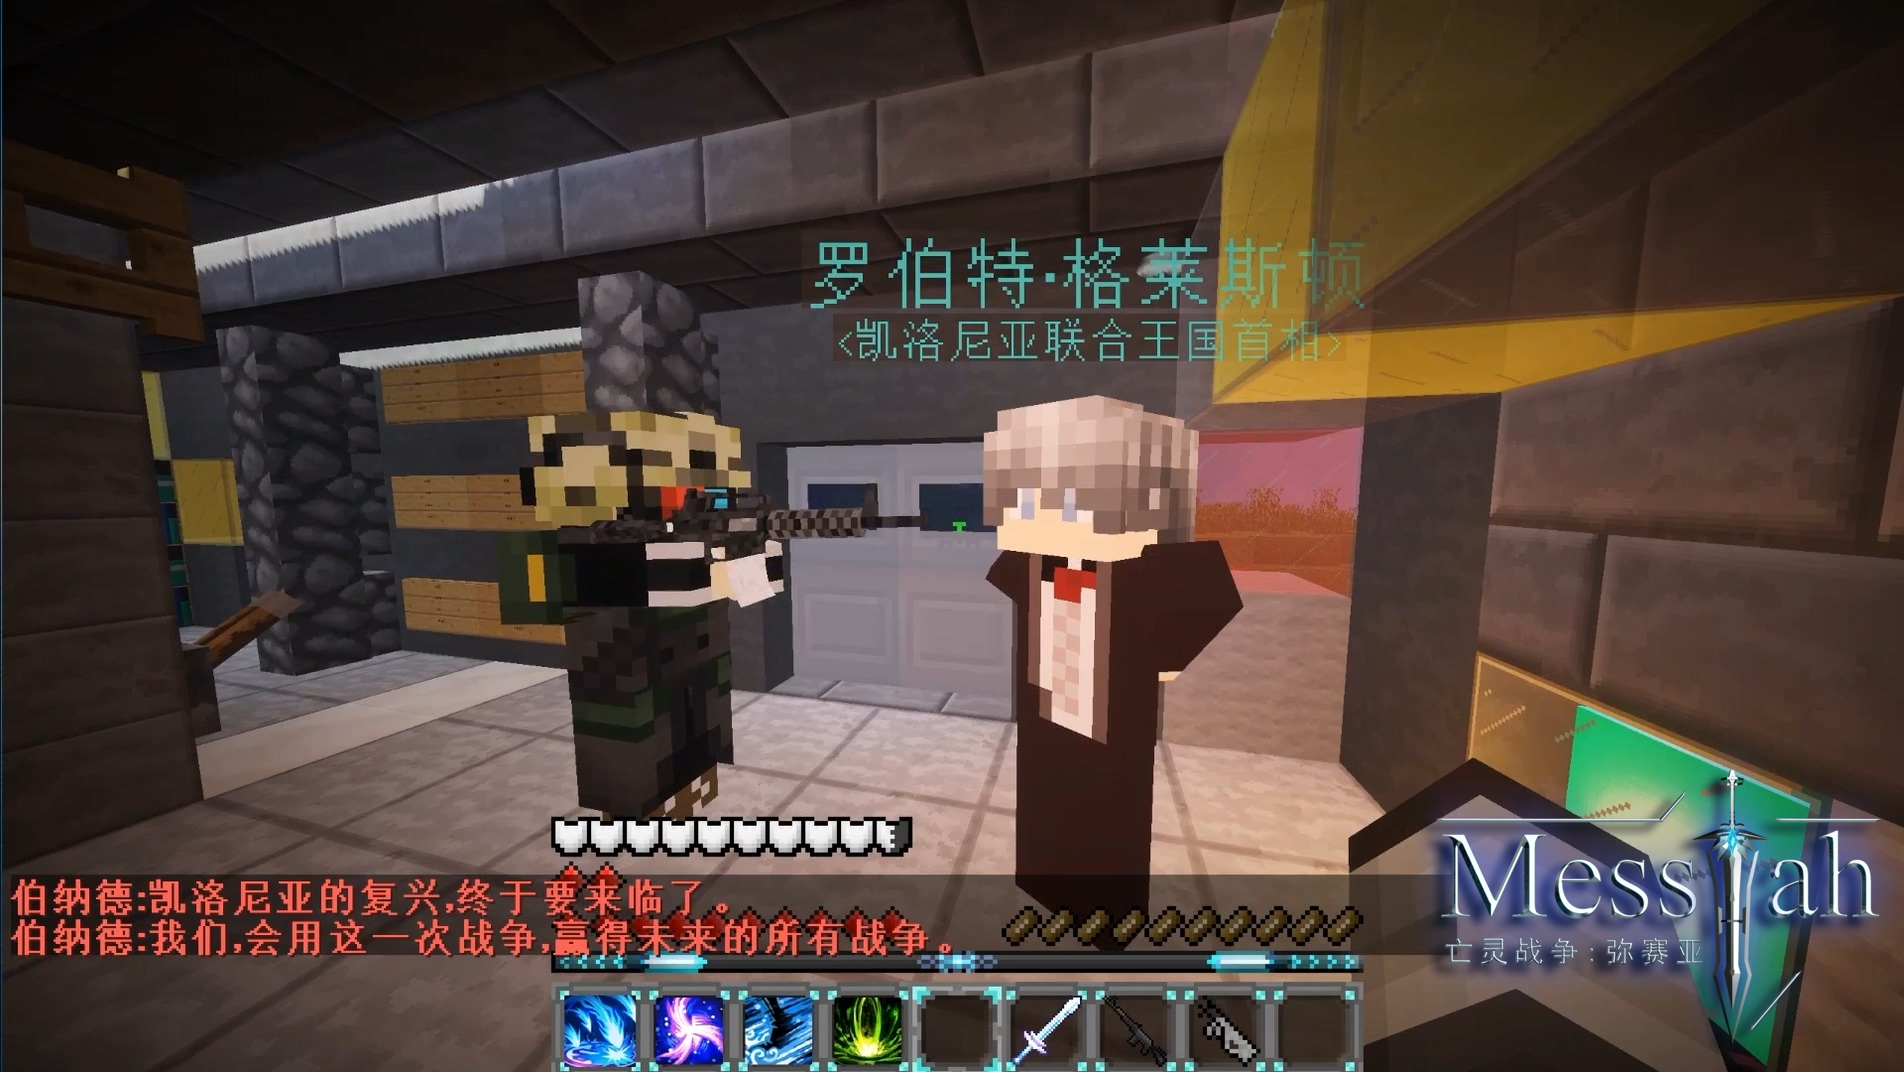 罗伯特·格莱斯顿
<凯洛尼亚联合王国首相>
伯纳德:凯洛尼亚的复兴,终于要来临了。
伯纳德:我们,会用这一次战争,赢得未来的所有战争。
Messiah
亡灵战争:弥赛亚